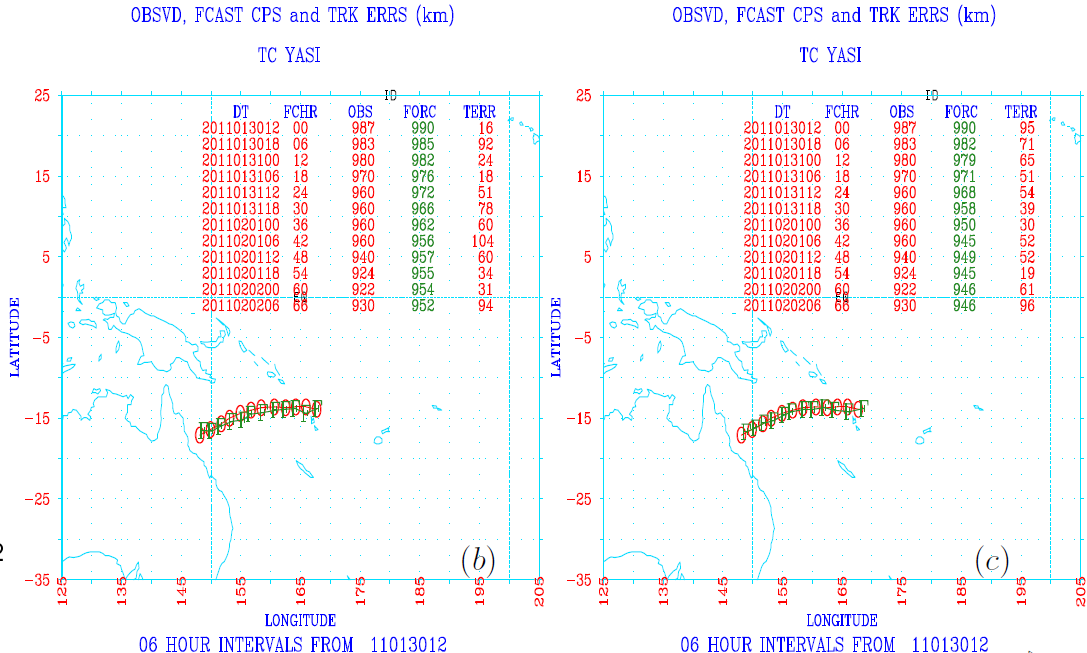 OBSVD, FCAST CPS and TRK ERRS (km)
TC YASI
DT FCHR OBS FORC TERR
2011013012 00 987 990 16
2011013018 06 983 985 92
2011013100 12 980 982 24
2011013106 18 970 976 18
2011013112 24 960 972 51
2011013118 30 960 966 78
2011020100 36 960 962 60
2011020106 42 960 956 104
2011020112 48 940 957 60
2011020118 54 924 955 34
2011020200 60 922 954 31
2011020206 66 930 952 94
EQ
25
15
5
-5
-15
-25
-35
LATITUDE
125 135 145 155 165 175 185 195 205
LONGITUDE
(b)
06 HOUR INTERVALS FROM 11013012
OBSVD, FCAST CPS and TRK ERRS (km)
TC YASI
DT FCHR OBS FORC TERR
2011013012 00 987 990 95
2011013018 06 983 982 71
2011013100 12 980 979 65
2011013106 18 970 971 51
2011013112 24 960 968 54
2011013118 30 960 958 39
2011020100 36 960 950 30
2011020106 42 960 945 52
2011020112 48 940 949 52
2011020118 54 924 945 19
2011020200 60 922 946 61
2011020206 66 930 946 96
EQ
25
15
5
-5
-15
-25
-35
LATITUDE
125 135 145 155 165 175 185 195 205
LONGITUDE
(c)
06 HOUR INTERVALS FROM 11013012